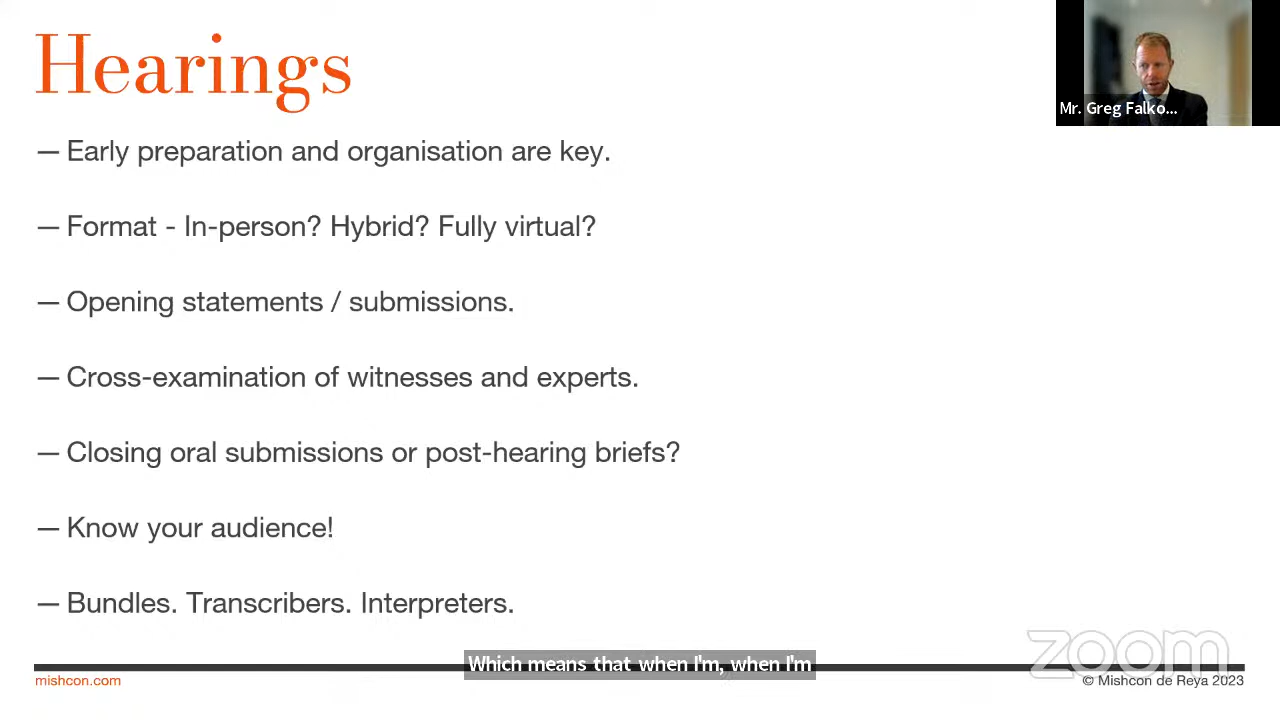 Hearings
Mr. Greg Falko...
— Early preparation and organisation are key.
— Format - In-person? Hybrid? Fully virtual?
— Opening statements / submissions.
— Cross-examination of witnesses and experts.
— Closing oral submissions or post-hearing briefs?
— Know your audience!
— Bundles. Transcribers. Interpreters.
zoom
Which means that when I'm, when I'm
mishcon.com
© Mishcon de Reya 2023